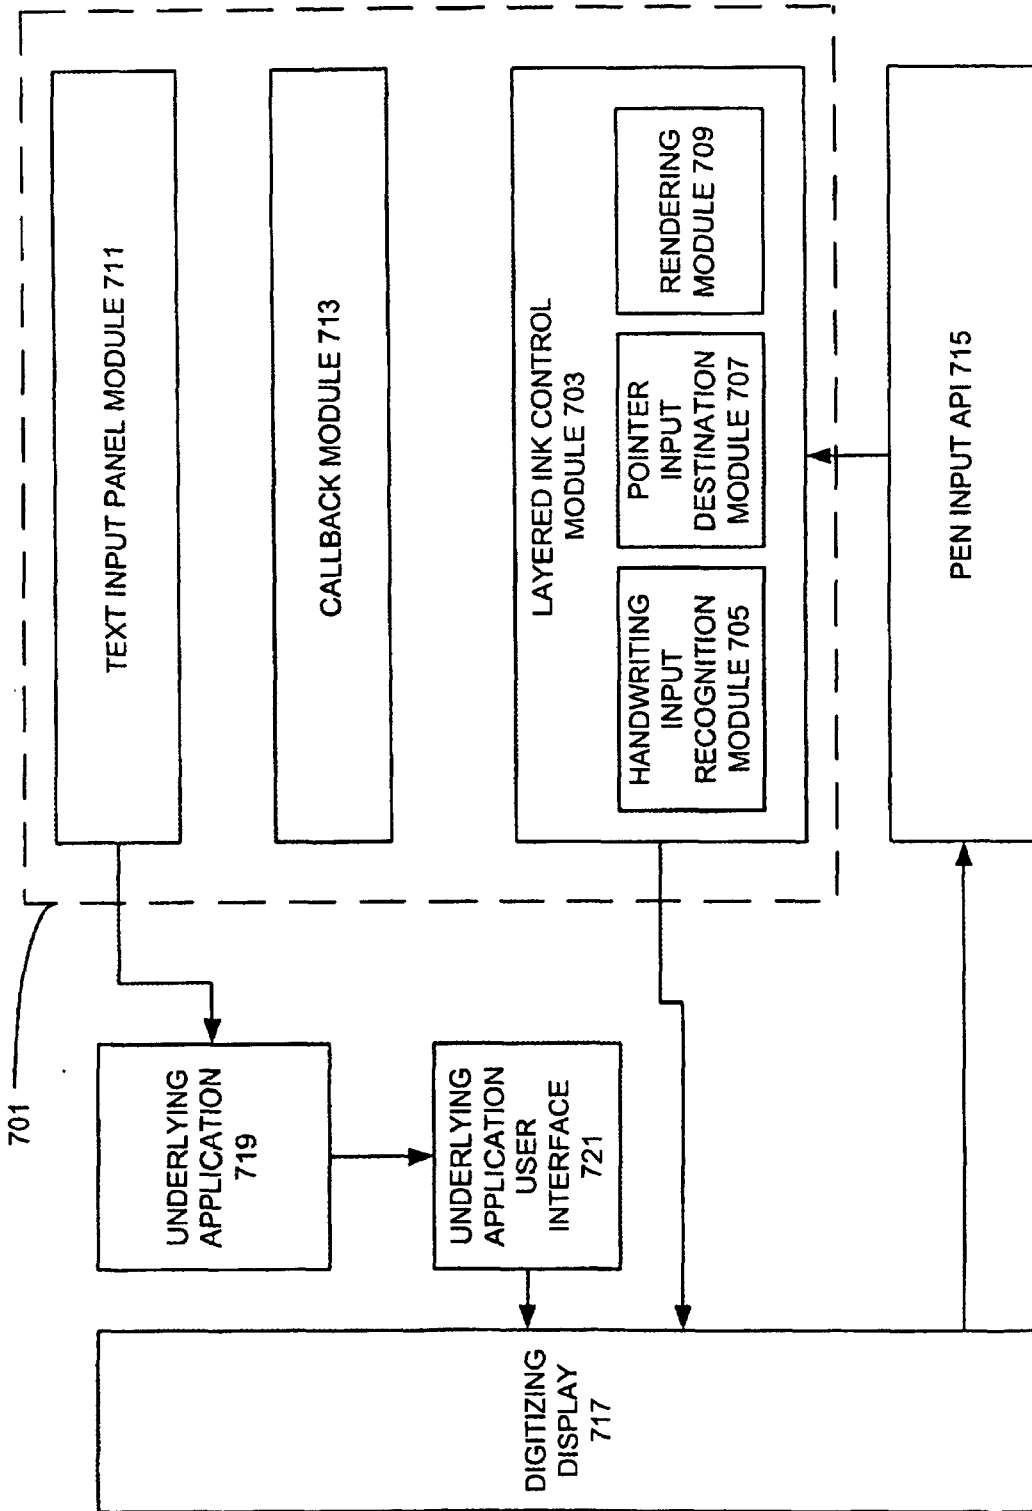 701
TEXT INPUT PANEL MODULE 711
CALLBACK MODULE 713
LAYERED INK CONTROL
MODULE 703
HANDWRITING
INPUT
RECOGNITION
MODULE 705
POINTER
INPUT
DESTINATION
MODULE 707
RENDERING
MODULE 709
PEN INPUT API 715
UNDERLYING
APPLICATION
719
UNDERLYING
APPLICATION
USER
INTERFACE
721
DIGITIZING
DISPLAY
717